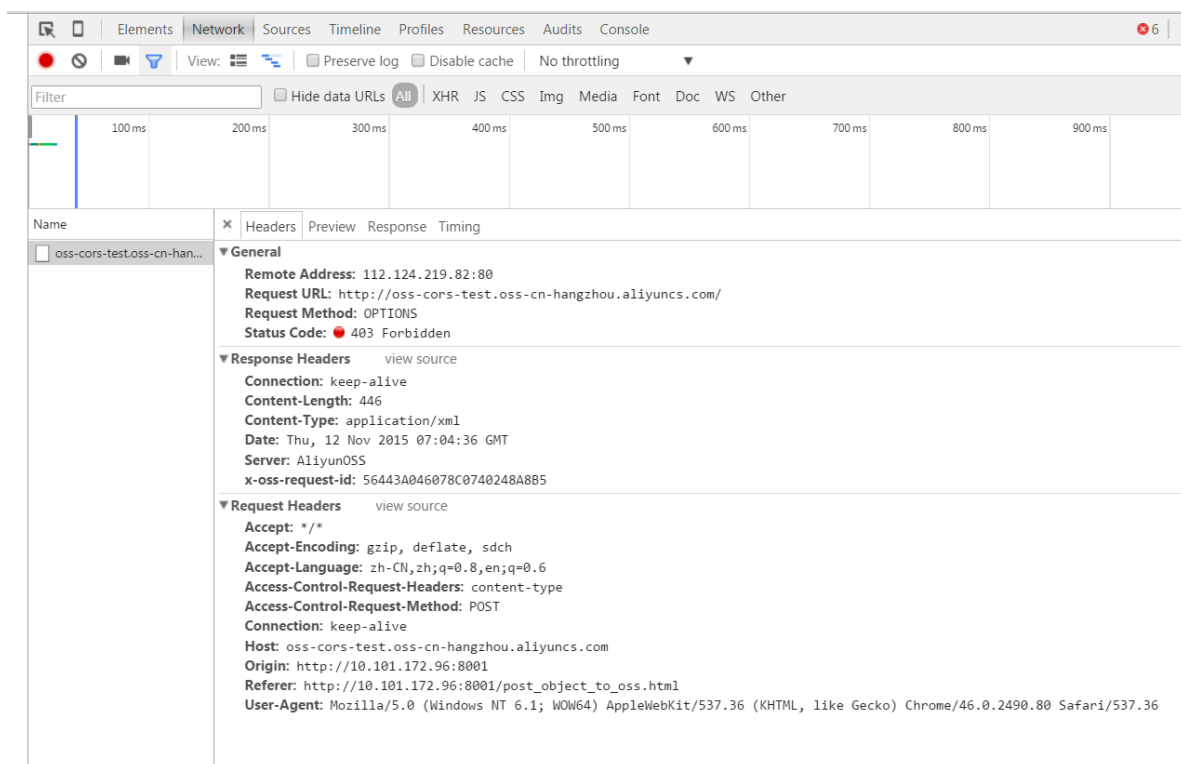 Elements Network Sources Timeline Profiles Resources Audits Console 6
View: Preserve log Disable cache No throttling ▼
Filter Hide data URLs All XHR JS CSS Img Media Font Doc WS Other
100 ms 200 ms 300 ms 400 ms 500 ms 600 ms 700 ms 800 ms 900 ms
Name × Headers Preview Response Timing
oss-cors-test.oss-cn-han...
▼General
Remote Address: 112.124.219.82:80
Request URL: http://oss-cors-test.oss-cn-hangzhou.aliyuncs.com/
Request Method: OPTIONS
Status Code: 403 Forbidden
▼Response Headers view source
Connection: keep-alive
Content-Length: 446
Content-Type: application/xml
Date: Thu, 12 Nov 2015 07:04:36 GMT
Server: AliyunOSS
x-oss-request-id: 56443A046078C0740248A8B5
▼Request Headers view source
Accept: */*
Accept-Encoding: gzip, deflate, sdch
Accept-Language: zh-CN,zh;q=0.8,en;q=0.6
Access-Control-Request-Headers: content-type
Access-Control-Request-Method: POST
Connection: keep-alive
Host: oss-cors-test.oss-cn-hangzhou.aliyuncs.com
Origin: http://10.101.172.96:8001
Referer: http://10.101.172.96:8001/post_object_to_oss.html
User-Agent: Mozilla/5.0 (Windows NT 6.1; WOW64) AppleWebKit/537.36 (KHTML, like Gecko) Chrome/46.0.2490.80 Safari/537.36